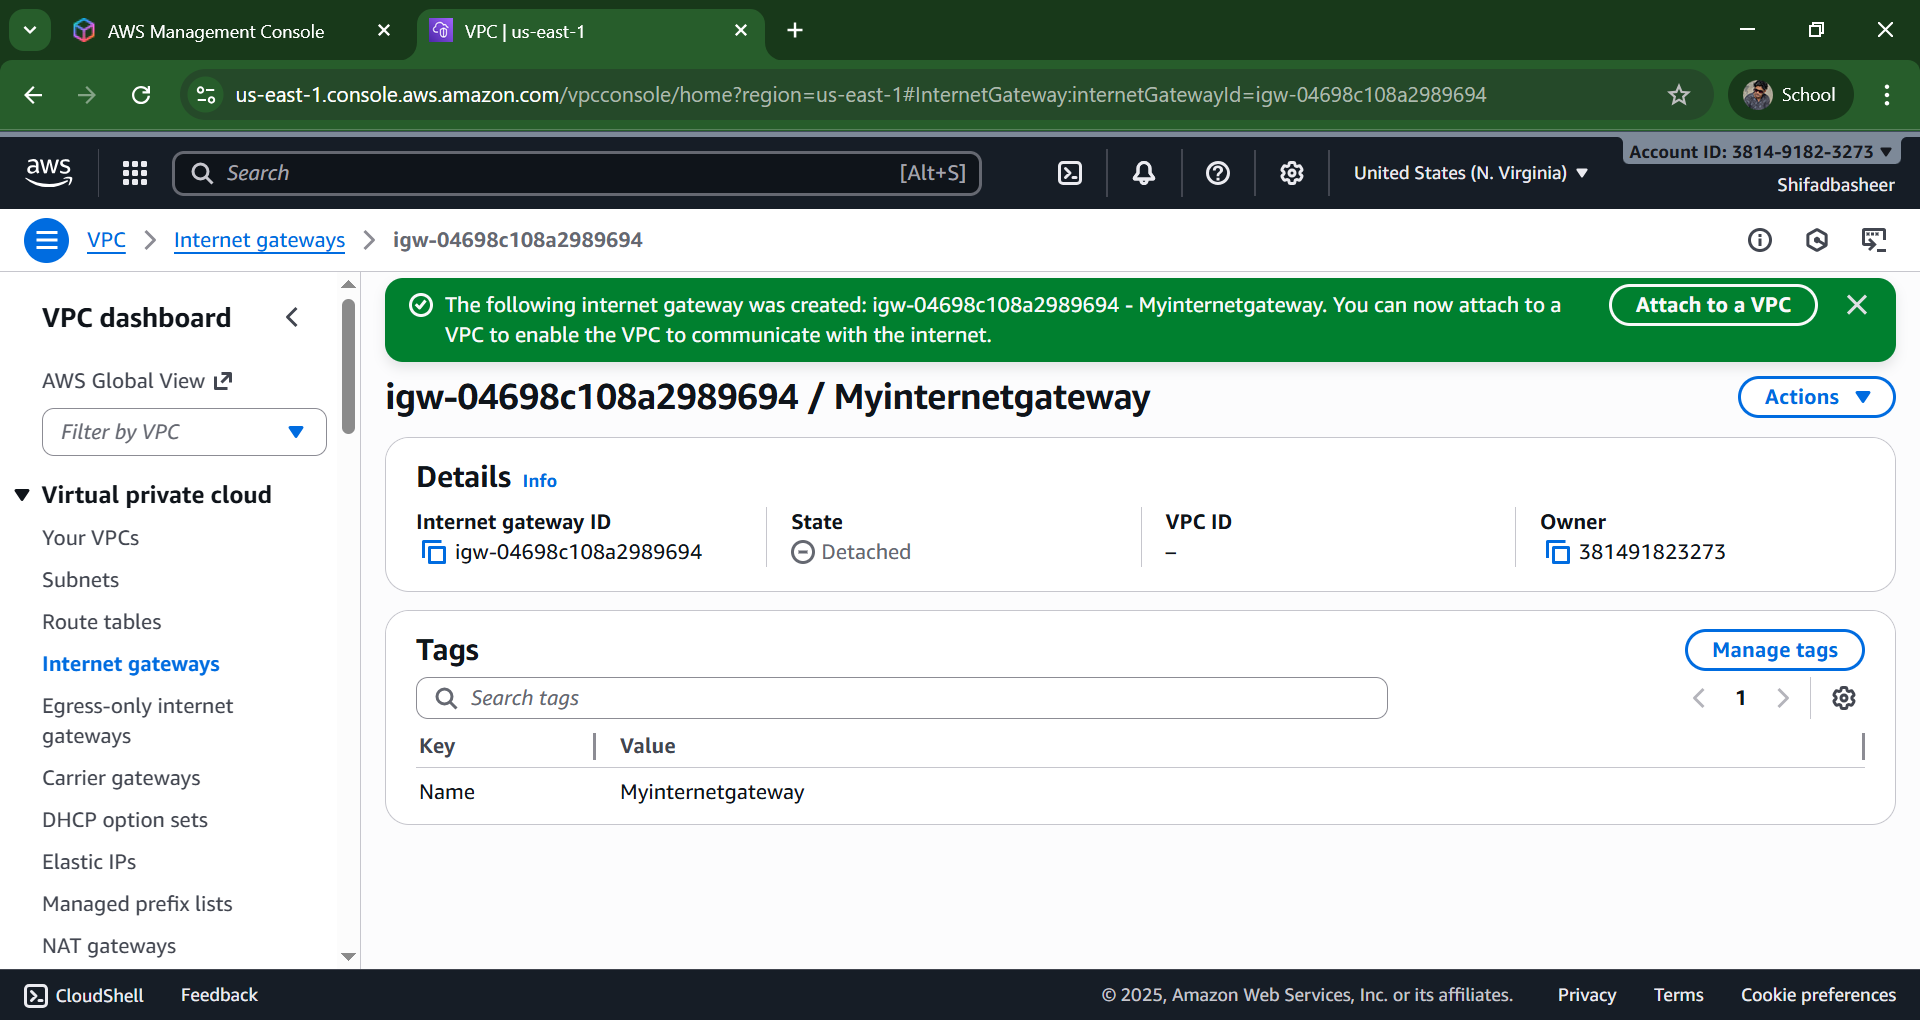 AWS Management Console
VPC | us-east-1
us-east-1.console.aws.amazon.com/vpcconsole/home?region=us-east-1#InternetGateway:internetGatewayId=igw-04698c108a2989694
School
aws
Search
[Alt+S]
United States (N. Virginia)
Account ID: 3814-9182-3273
Shifadbasheer
VPC
Internet gateways
igw-04698c108a2989694
VPC dashboard
AWS Global View
Filter by VPC
Virtual private cloud
Your VPCs
Subnets
Route tables
Internet gateways
Egress-only internet
gateways
Carrier gateways
DHCP option sets
Elastic IPs
Managed prefix lists
NAT gateways
The following internet gateway was created: igw-04698c108a2989694 - Myinternetgateway. You can now attach to a
VPC to enable the VPC to communicate with the internet.
Attach to a VPC
igw-04698c108a2989694 / Myinternetgateway
Actions
Details Info
Internet gateway ID
igw-04698c108a2989694
State
Detached
VPC ID
–
Owner
381491823273
Tags
Manage tags
Search tags
1
Key
Value
Name
Myinternetgateway
CloudShell
Feedback
© 2025, Amazon Web Services, Inc. or its affiliates.
Privacy
Terms
Cookie preferences